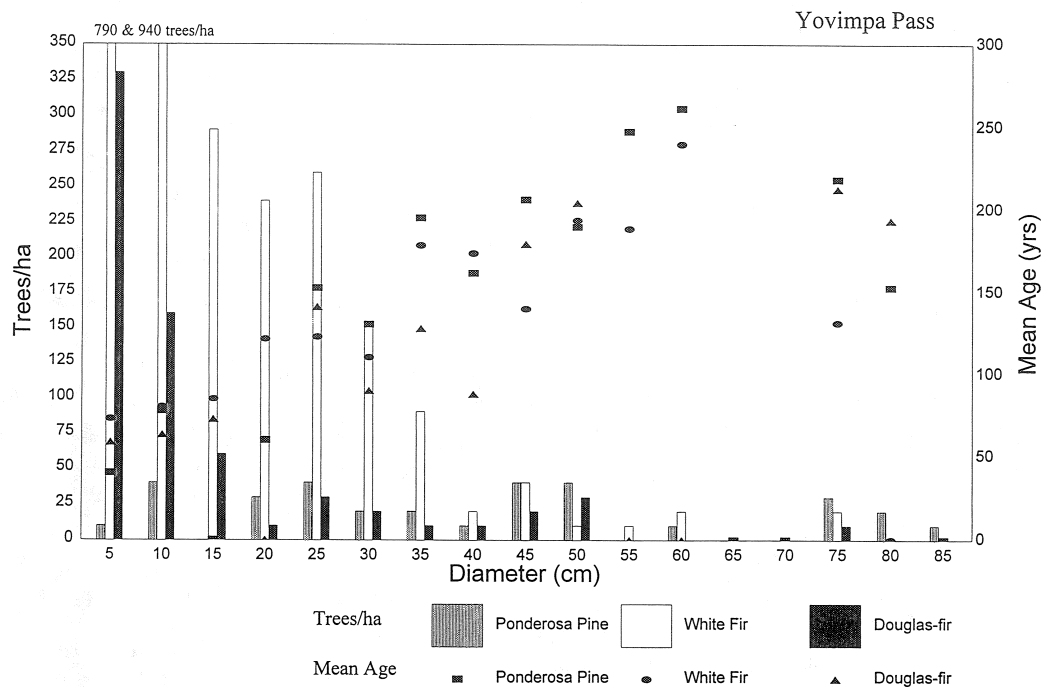 790 & 940 trees/ha
Yovimpa Pass
350
325
300
275
250
225
200
175
150
125
100
75
50
25
0
Trees/ha
300
250
200
150
100
50
0
Mean Age (yrs)
5 10 15 20 25 30 35 40 45 50 55 60 65 70 75 80 85
Diameter (cm)
Trees/ha Ponderosa Pine White Fir Douglas-fir
Mean Age Ponderosa Pine White Fir Douglas-fir